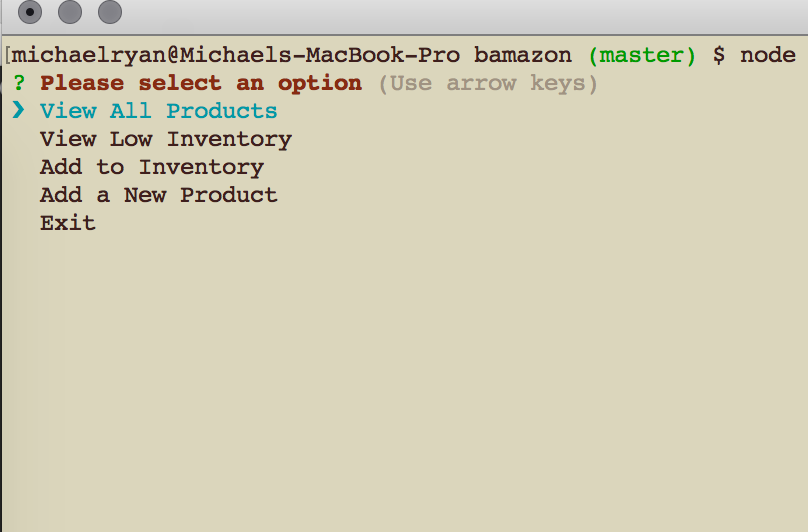 [michaelryan@Michaels-MacBook-Pro bamazon (master) $ node
? Please select an option (Use arrow keys)
❯ View All Products
View Low Inventory
Add to Inventory
Add a New Product
Exit